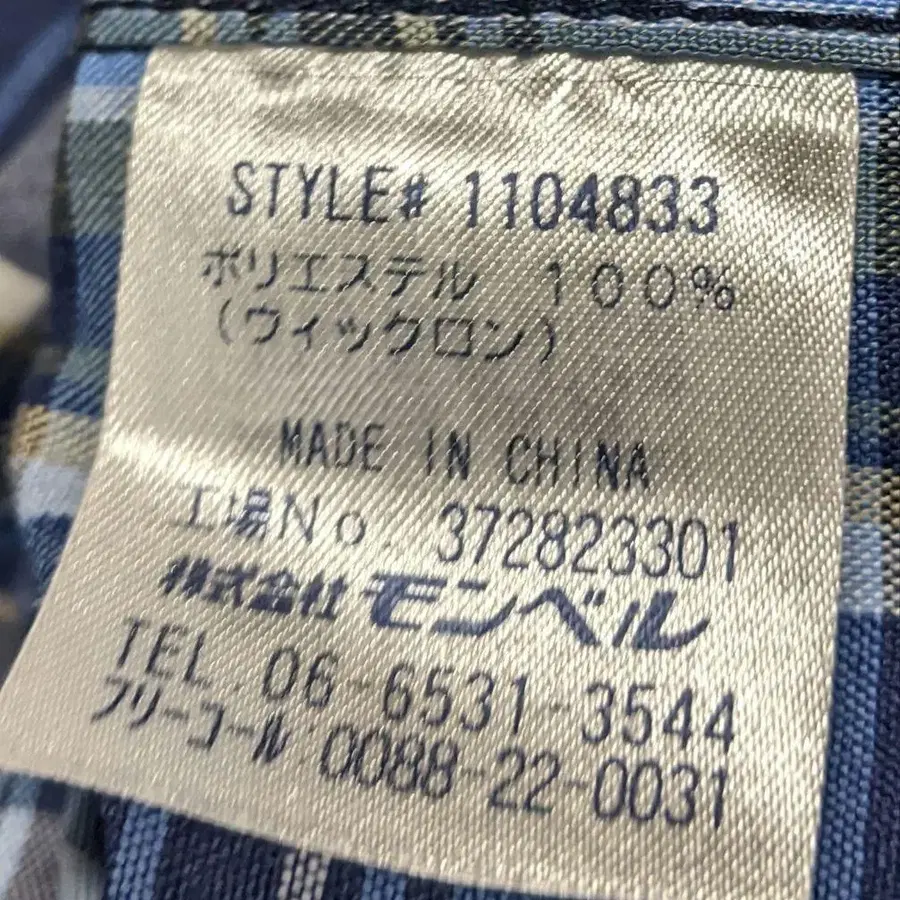 STYLE# 1104833
ポリエステル 100%
(ウィックロン)
MADE IN CHINA
工場No. 372823301
株式会社 モンベル
TEL.06-6531-3544
フリーコール 0088-22-0031